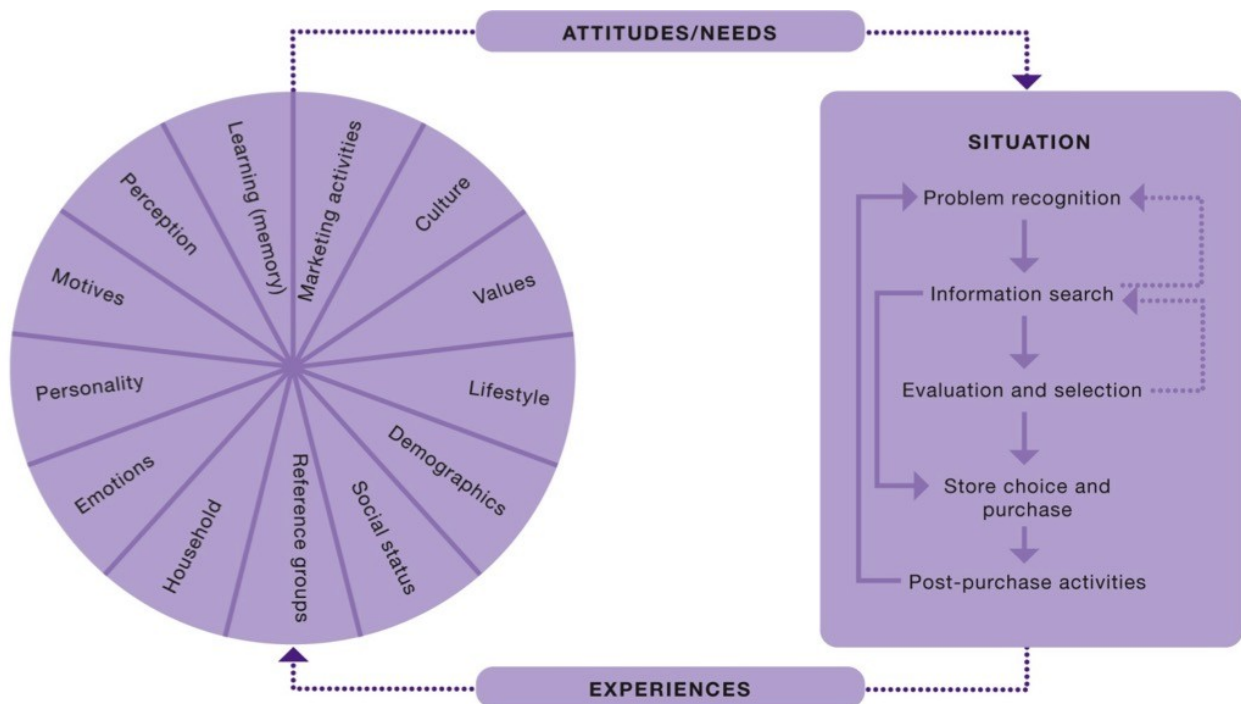 ATTITUDES/NEEDS
Learning (memory)
Marketing activities
Culture
Values
Lifestyle
Demographics
Social status
Reference groups
Household
Emotions
Personality
Motives
Perception
SITUATION
Problem recognition
Information search
Evaluation and selection
Store choice and
purchase
Post-purchase activities
EXPERIENCES